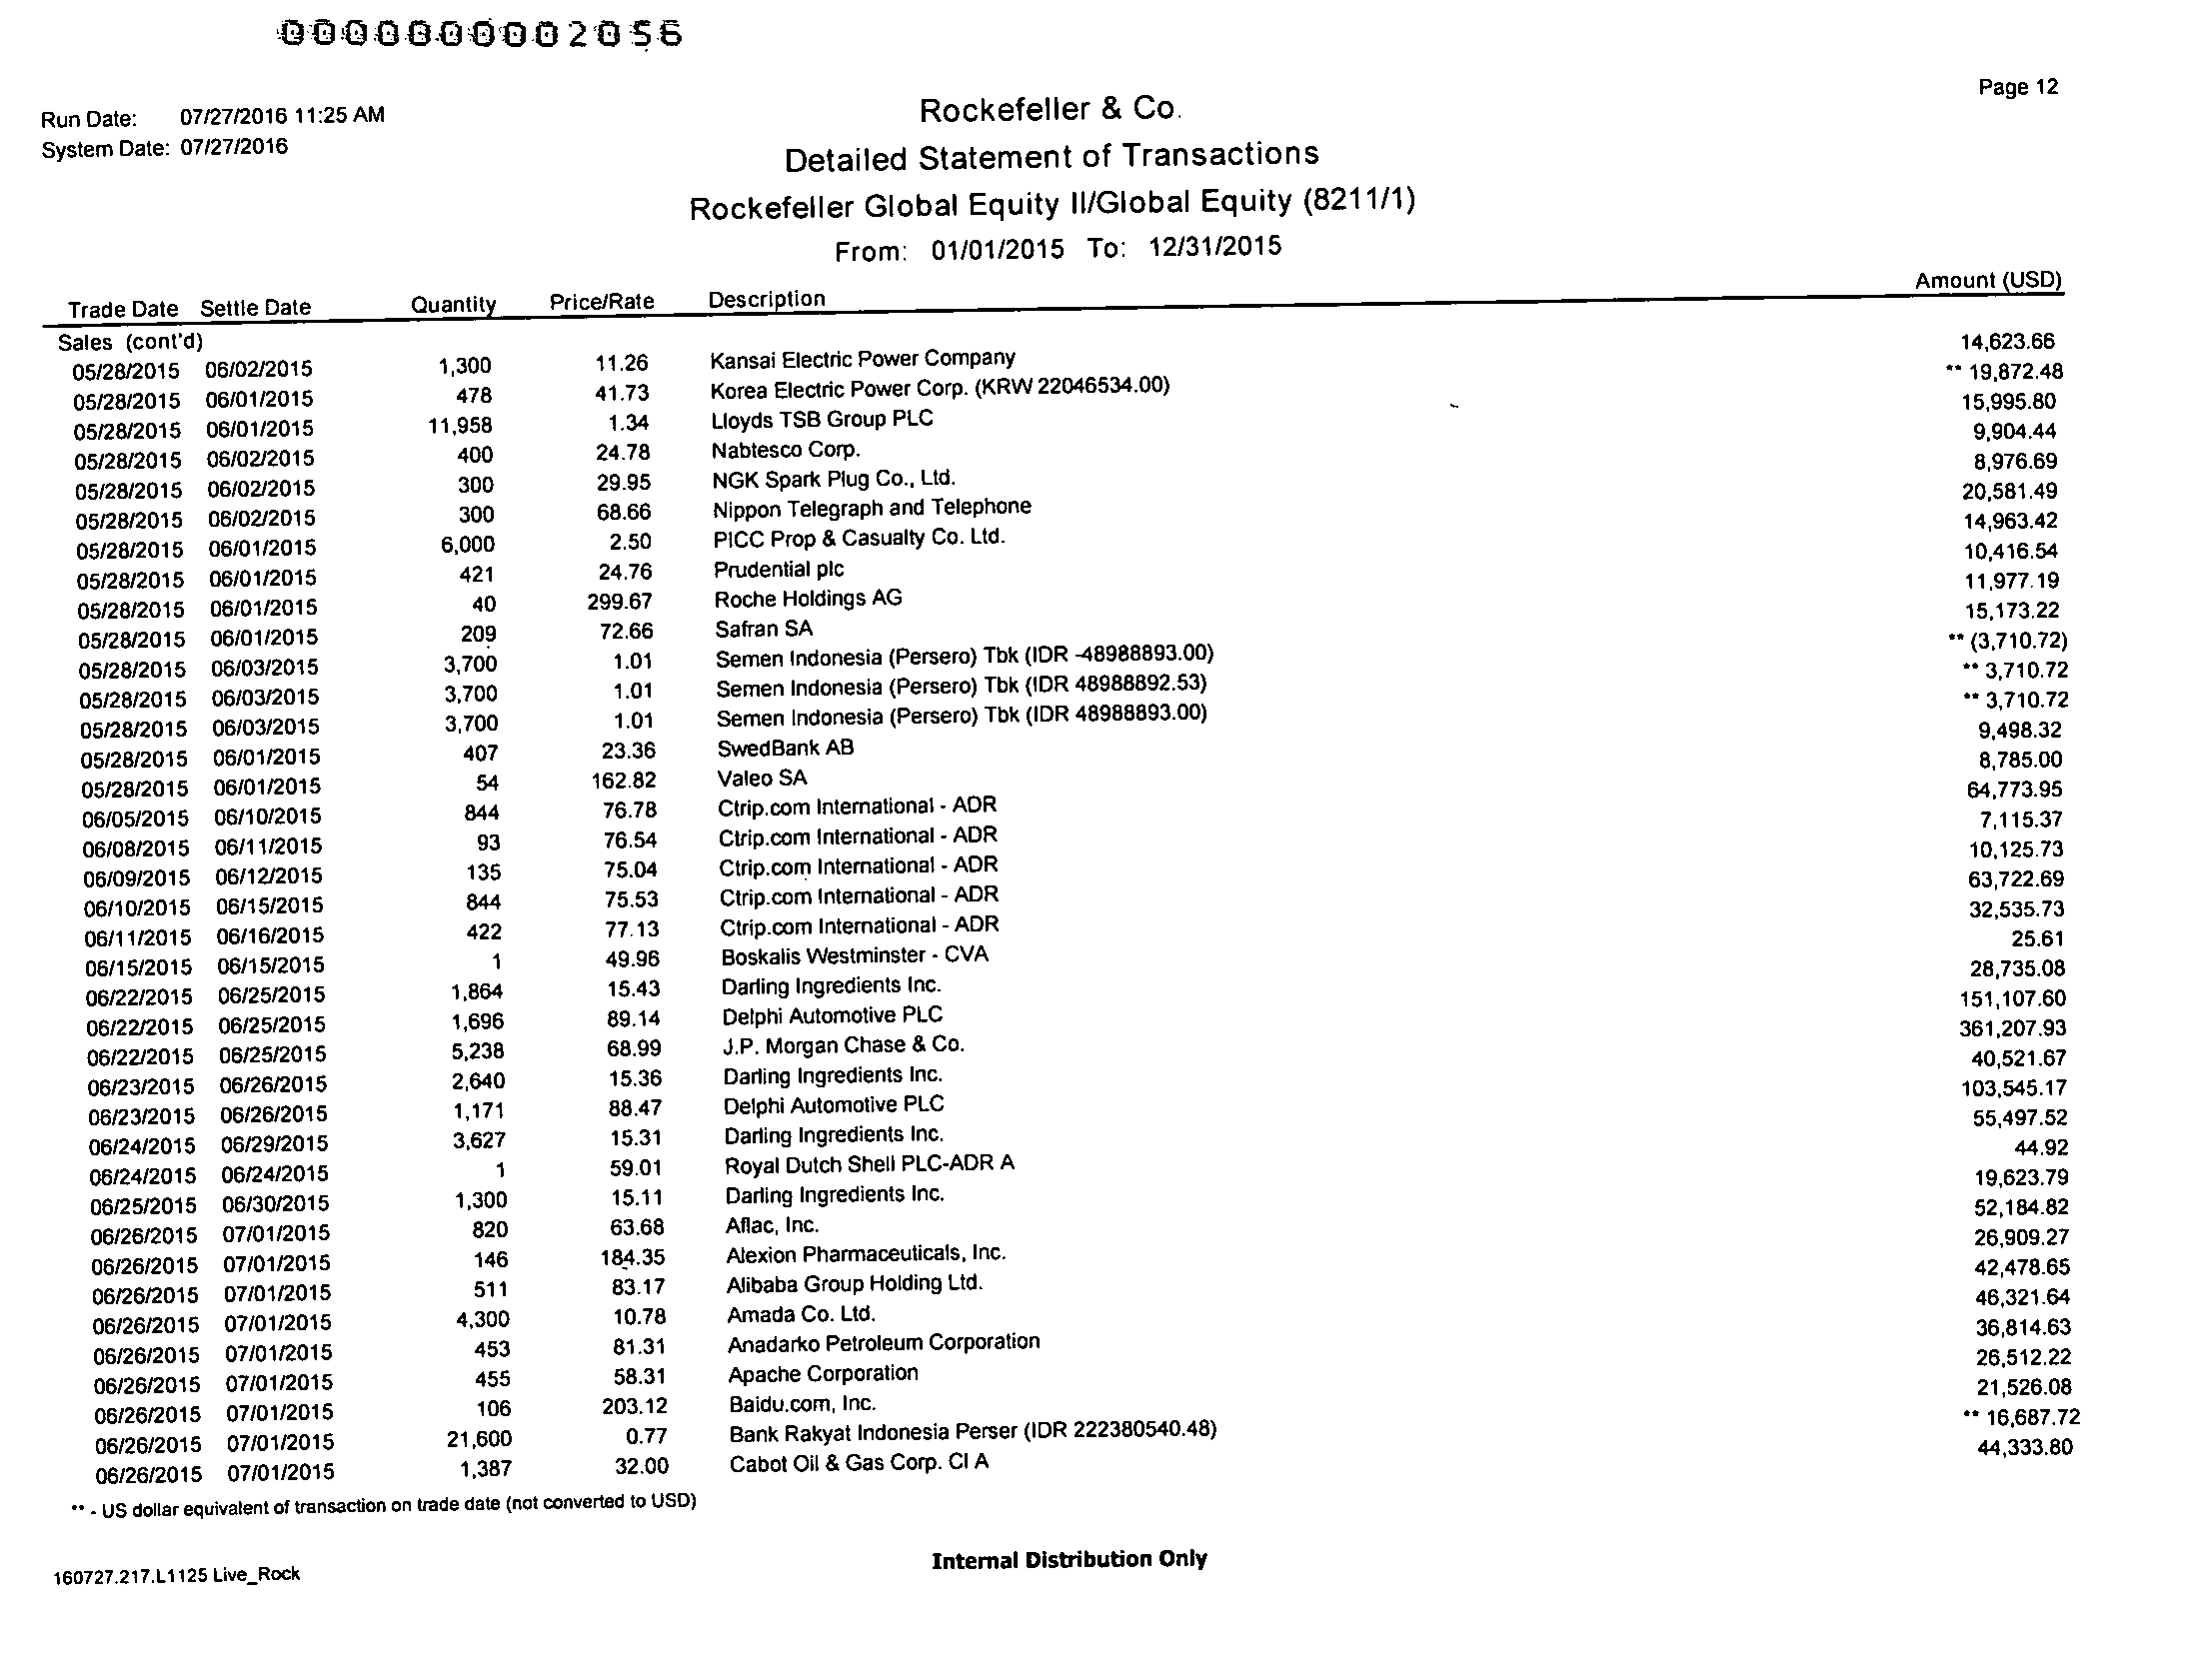 000000000002056
Page 12
Run Date: 07/27/2016 11:25 AM
System Date: 07/27/2016
Rockefeller & Co.
Detailed Statement of Transactions
Rockefeller Global Equity II/Global Equity (8211/1)
From: 01/01/2015 To: 12/31/2015
Trade Date Settle Date Quantity Price/Rate Description Amount (USD)
Sales (cont'd)
05/28/2015 06/02/2015 1,300 11.26 Kansai Electric Power Company 14,623.66
05/28/2015 06/01/2015 478 41.73 Korea Electric Power Corp. (KRW 22046534.00) ** 19,872.48
05/28/2015 06/01/2015 11,958 1.34 Lloyds TSB Group PLC 15,995.80
05/28/2015 06/02/2015 400 24.78 Nabtesco Corp. 9,904.44
05/28/2015 06/02/2015 300 29.95 NGK Spark Plug Co., Ltd. 8,976.69
05/28/2015 06/02/2015 300 68.66 Nippon Telegraph and Telephone 20,581.49
05/28/2015 06/01/2015 6,000 2.50 PICC Prop & Casualty Co. Ltd. 14,963.42
05/28/2015 06/01/2015 421 24.76 Prudential plc 10,416.54
05/28/2015 06/01/2015 40 299.67 Roche Holdings AG 11,977.19
05/28/2015 06/01/2015 209 72.66 Safran SA 15,173.22
05/28/2015 06/03/2015 3,700 1.01 Semen Indonesia (Persero) Tbk (IDR -48988893.00) ** (3,710.72)
05/28/2015 06/03/2015 3,700 1.01 Semen Indonesia (Persero) Tbk (IDR 48988892.53) ** 3,710.72
05/28/2015 06/03/2015 3,700 1.01 Semen Indonesia (Persero) Tbk (IDR 48988893.00) ** 3,710.72
05/28/2015 06/01/2015 407 23.36 SwedBank AB 9,498.32
05/28/2015 06/01/2015 54 162.82 Valeo SA 8,785.00
06/05/2015 06/10/2015 844 76.78 Ctrip.com International - ADR 64,773.95
06/08/2015 06/11/2015 93 76.54 Ctrip.com International - ADR 7,115.37
06/09/2015 06/12/2015 135 75.04 Ctrip.com International - ADR 10,125.73
06/10/2015 06/15/2015 844 75.53 Ctrip.com International - ADR 63,722.69
06/11/2015 06/16/2015 422 77.13 Ctrip.com International - ADR 32,535.73
06/15/2015 06/15/2015 1 49.96 Boskalis Westminster - CVA 25.61
06/22/2015 06/25/2015 1,864 15.43 Darling Ingredients Inc. 28,735.08
06/22/2015 06/25/2015 1,696 89.14 Delphi Automotive PLC 151,107.60
06/22/2015 06/25/2015 5,238 68.99 J.P. Morgan Chase & Co. 361,207.93
06/23/2015 06/26/2015 2,640 15.36 Darling Ingredients Inc. 40,521.67
06/23/2015 06/26/2015 1,171 88.47 Delphi Automotive PLC 103,545.17
06/24/2015 06/29/2015 3,627 15.31 Darling Ingredients Inc. 55,497.52
06/24/2015 06/24/2015 1 59.01 Royal Dutch Shell PLC-ADR A 44.92
06/25/2015 06/30/2015 1,300 15.11 Darling Ingredients Inc. 19,623.79
06/26/2015 07/01/2015 820 63.68 Aflac, Inc. 52,184.82
06/26/2015 07/01/2015 146 184.35 Alexion Pharmaceuticals, Inc. 26,909.27
06/26/2015 07/01/2015 511 83.17 Alibaba Group Holding Ltd. 42,478.65
06/26/2015 07/01/2015 4,300 10.78 Amada Co. Ltd. 46,321.64
06/26/2015 07/01/2015 453 81.31 Anadarko Petroleum Corporation 36,814.63
06/26/2015 07/01/2015 455 58.31 Apache Corporation 26,512.22
06/26/2015 07/01/2015 106 203.12 Baidu.com, Inc. 21,526.08
06/26/2015 07/01/2015 21,600 0.77 Bank Rakyat Indonesia Perser (IDR 222380540.48) ** 16,687.72
06/26/2015 07/01/2015 1,387 32.00 Cabot Oil & Gas Corp. Cl A 44,333.80
** - US dollar equivalent of transaction on trade date (not converted to USD)
160727.217.L1125 Live_Rock
Internal Distribution Only